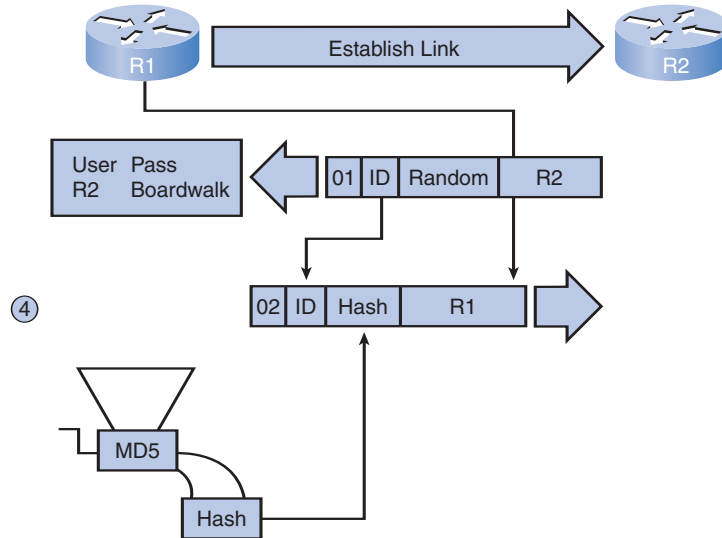 Establish Link
R1
R2
User Pass
R2 Boardwalk
01 ID Random R2
4
02 ID Hash R1
MD5
Hash